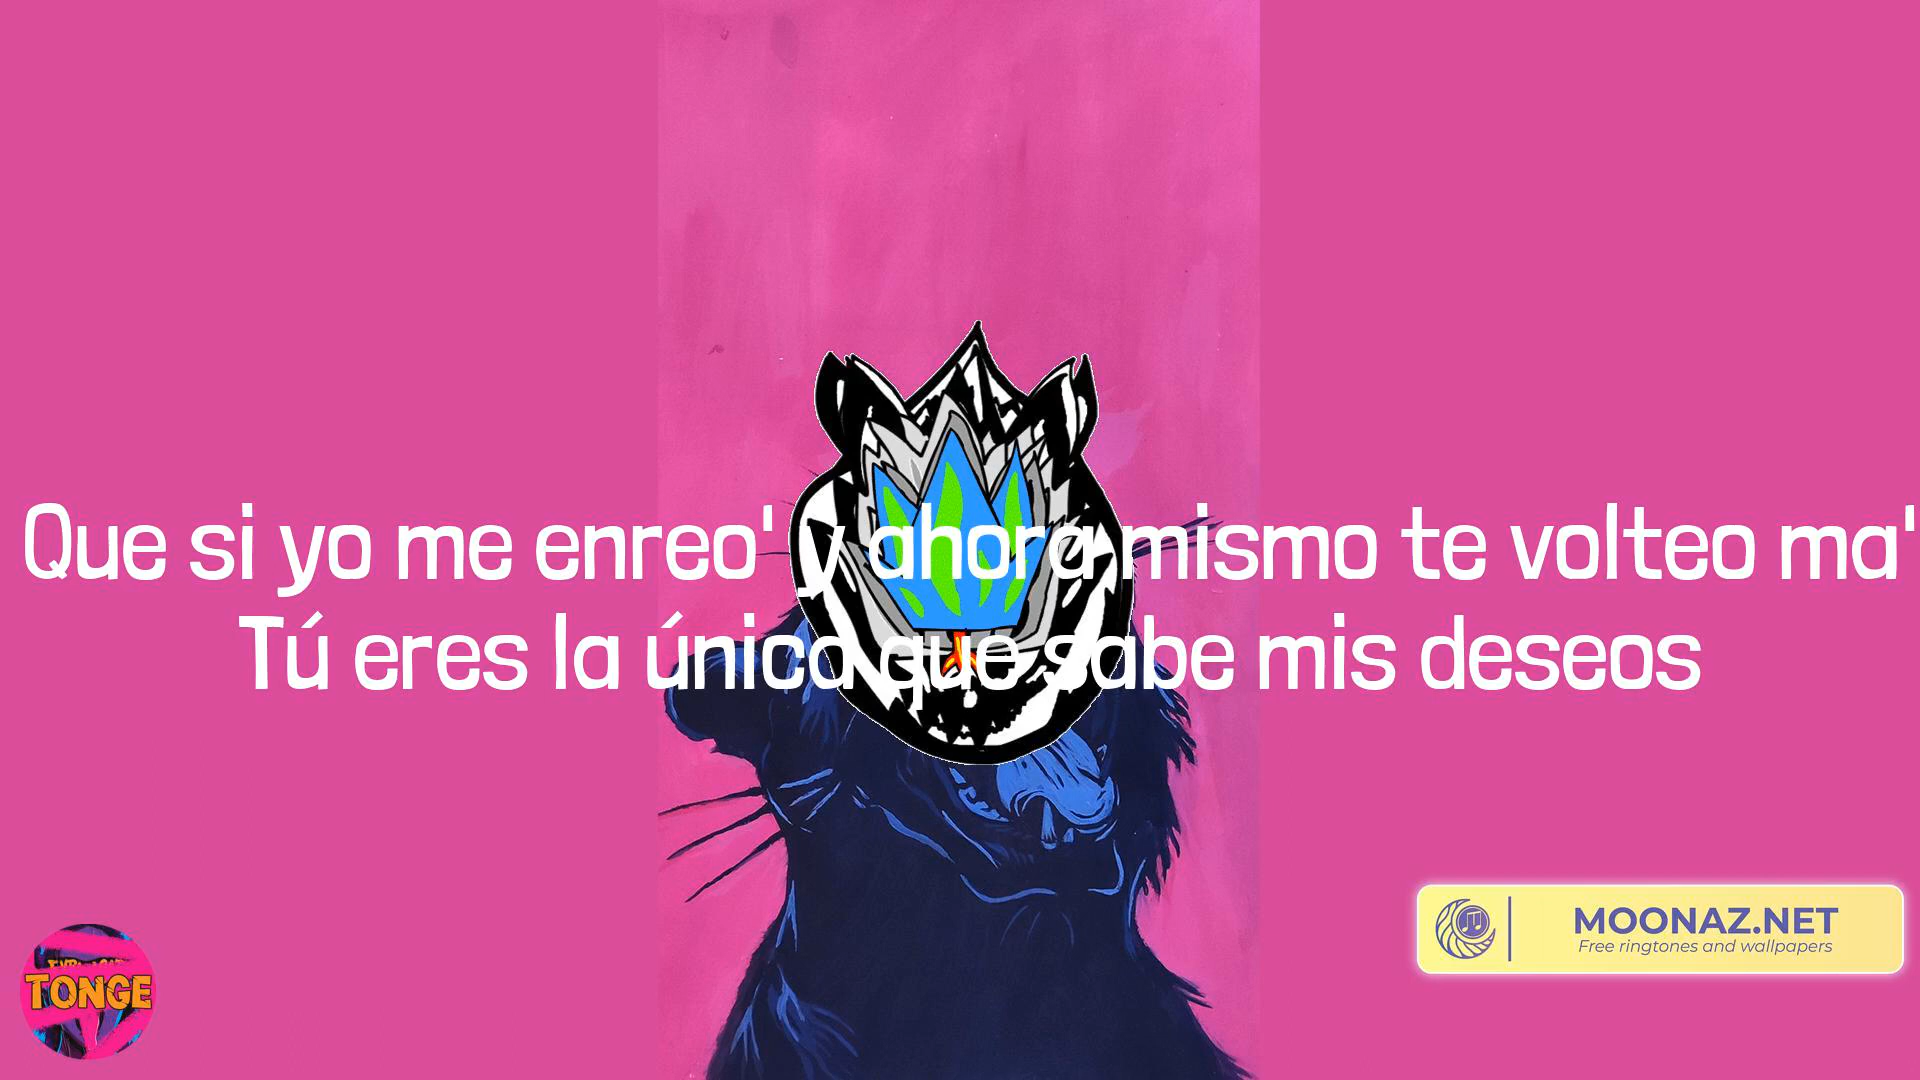 Que si yo me enreo' y ahora mismo te volteo ma'
Tú eres la única que sabe mis deseos
MOONAZ.NET
Free ringtones and wallpapers
TONGE